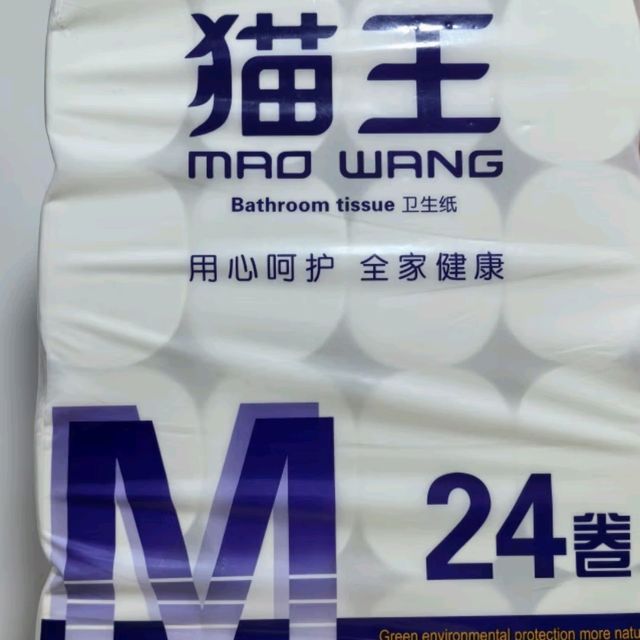 猫王
MAO WANG
Bathroom tissue 卫生纸
用心呵护 全家健康
M
24卷
Green environmental protection more